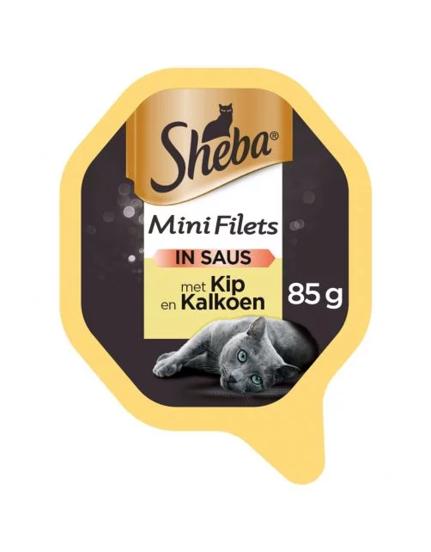 Sheba®
Mini Filets
IN SAUS
met Kip
en Kalkoen
85 g